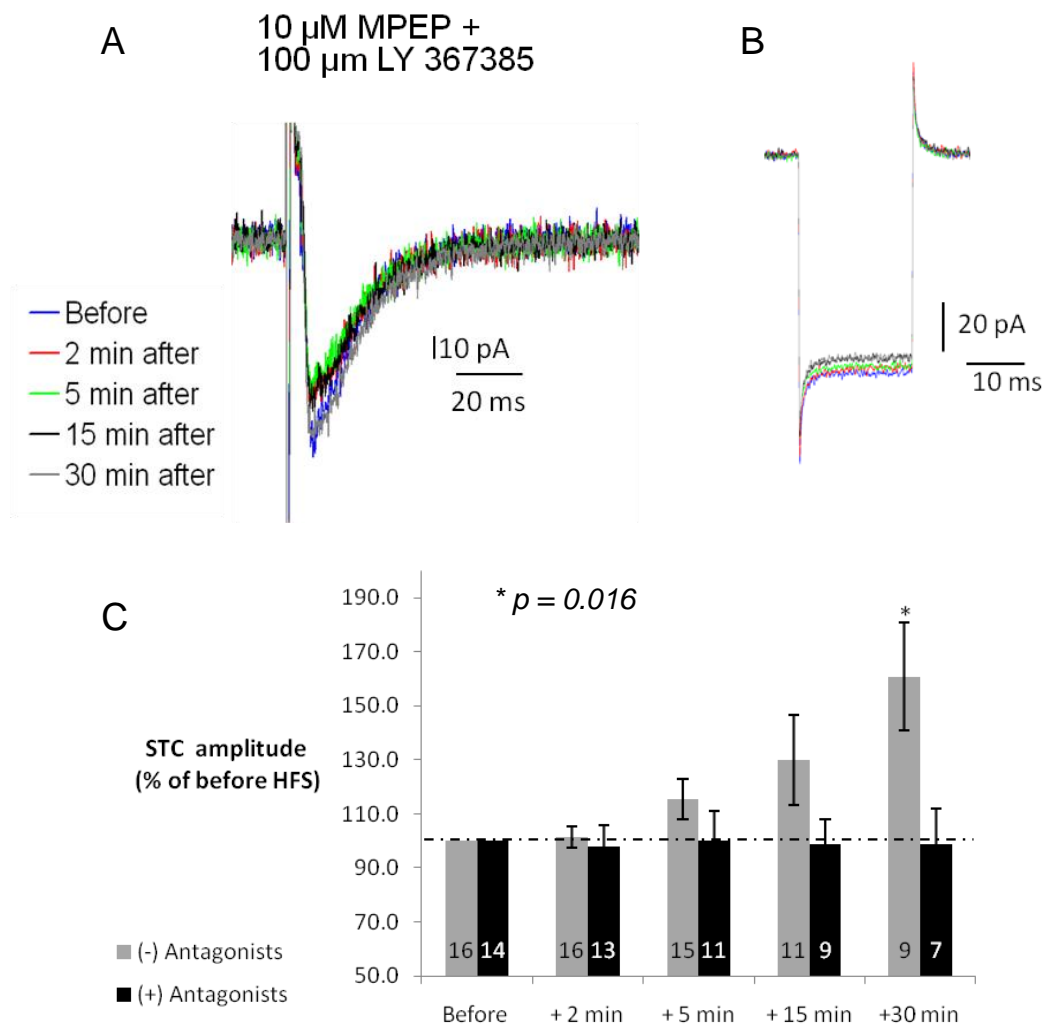 A
10 µM MPEP +
100 µm LY 367385
B
Before
2 min after
5 min after
15 min after
30 min after
10 pA
20 ms
20 pA
10 ms
C
* p = 0.016
*
190.0
170.0
150.0
130.0
110.0
90.0
70.0
50.0
STC amplitude
(% of before HFS)
16 14 16 13 15 11 11 9 9 7
Before + 2 min + 5 min + 15 min +30 min
(-) Antagonists
(+) Antagonists